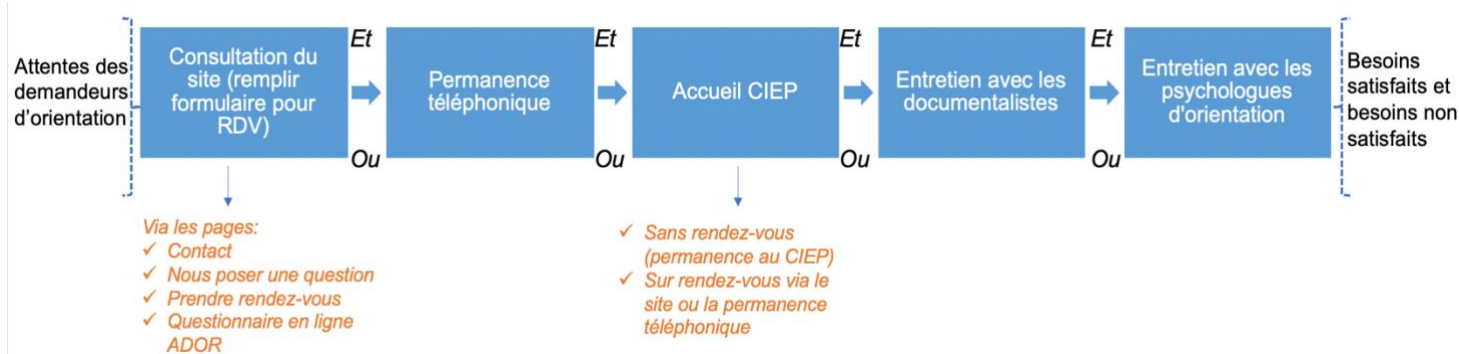 Attentes des
demandeurs
d'orientation
Consultation du
site (remplir
formulaire pour
RDV)
Et
Ou
Permanence
téléphonique
Et
Ou
Accueil CIEP
Et
Ou
Entretien avec les
documentalistes
Et
Ou
Entretien avec les
psychologues
d'orientation
Besoins
satisfaits et
besoins non
satisfaits
Via les pages:
✓ Contact
✓ Nous poser une question
✓ Prendre rendez-vous
✓ Questionnaire en ligne
ADOR
✓ Sans rendez-vous
(permanence au CIEP)
✓ Sur rendez-vous via le
site ou la permanence
téléphonique